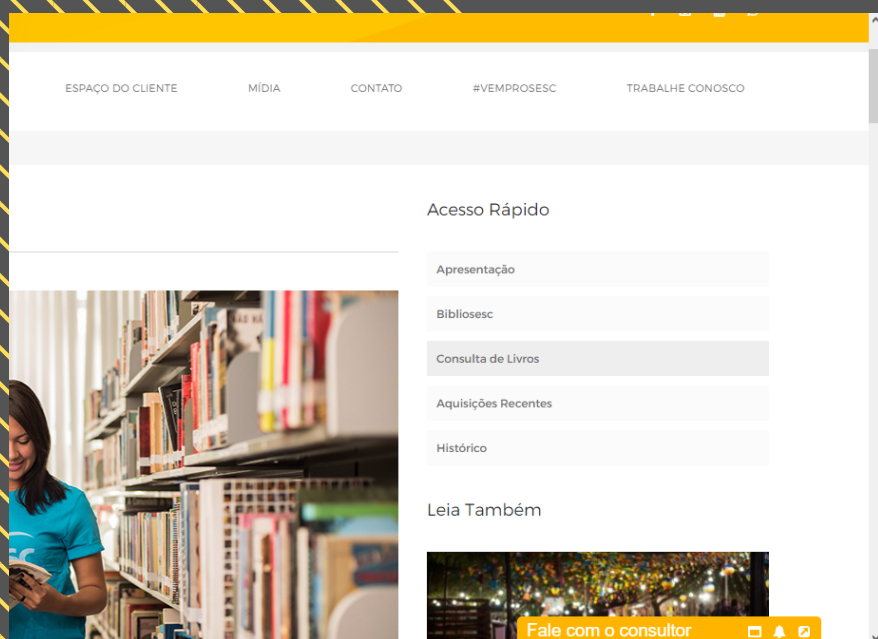 ESPAÇO DO CLIENTE MÍDIA CONTATO #VEMPROSESC TRABALHE CONOSCO
Acesso Rápido
Apresentação
Bibliosesc
Consulta de Livros
Aquisições Recentes
Histórico
Leia Também
Fale com o consultor